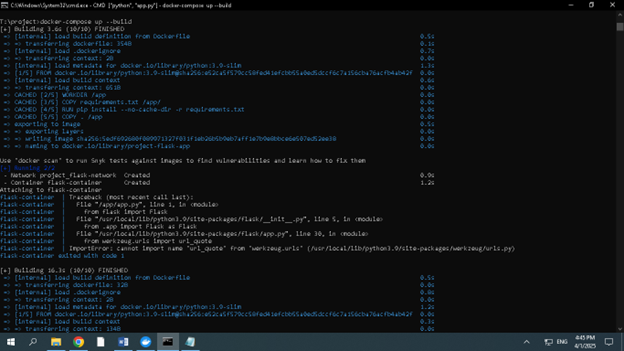 C:\Windows\System32\cmd.exe - CMD ["python", "app.py"] - docker-compose up --build
T:\project>docker-compose up --build
[+] Building 3.6s (10/10) FINISHED
=> [internal] load build definition from Dockerfile 0.5s
=> => transferring dockerfile: 354B 0.1s
=> [internal] load .dockerignore 0.7s
=> => transferring context: 2B 0.0s
=> [internal] load metadata for docker.io/library/python:3.9-slim 1.3s
=> [1/5] FROM docker.io/library/python:3.9-slim 0.0s
=> [internal] load build context 0.6s
=> => transferring context: 651B 0.0s
=> CACHED [2/5] WORKDIR /app 0.0s
=> CACHED [3/5] COPY requirements.txt /app/ 0.0s
=> CACHED [4/5] RUN pip install --no-cache-dir -r requirements.txt 0.0s
=> CACHED [5/5] COPY . /app 0.0s
=> exporting to image 0.5s
=> => exporting layers 0.0s
=> => writing image 0.0s
=> => naming to docker.io/library/project-flask-app 0.0s
Use "docker scan" to run Snyk tests against images to find vulnerabilities and learn how to fix them
[+] Running 2/2
- Network project_flask-network Created 0.9s
- Container flask-container Created 1.2s
Attaching to flask-container
flask-container | Traceback (most recent call last):
flask-container | File "/app/app.py", line 1, in <module>
flask-container | from flask import Flask
flask-container | File "/usr/local/lib/python3.9/site-packages/flask/__init__.py", line 5, in <module>
flask-container | from .app import Flask as Flask
flask-container | File "/usr/local/lib/python3.9/site-packages/flask/app.py", line 30, in <module>
flask-container | from werkzeug.urls import url_quote
flask-container | ImportError: cannot import name "url_quote" from "werkzeug.urls" (/usr/local/lib/python3.9/site-packages/werkzeug/urls.py)
flask-container exited with code 1
[+] Building 16.3s (10/10) FINISHED
=> [internal] load build definition from Dockerfile 0.5s
=> => transferring dockerfile: 32B 0.0s
=> [internal] load .dockerignore
=> => transferring context: 2B 0.0s
=> [internal] load metadata for docker.io/library/python:3.9-slim 1.2s
=> [1/5] FROM docker.io/library/python:3.9-slim 0.0s
=> [internal] load build context 0.3s
=> => transferring context: 134B 0.0s
ENG
4:45 PM
4/1/2025